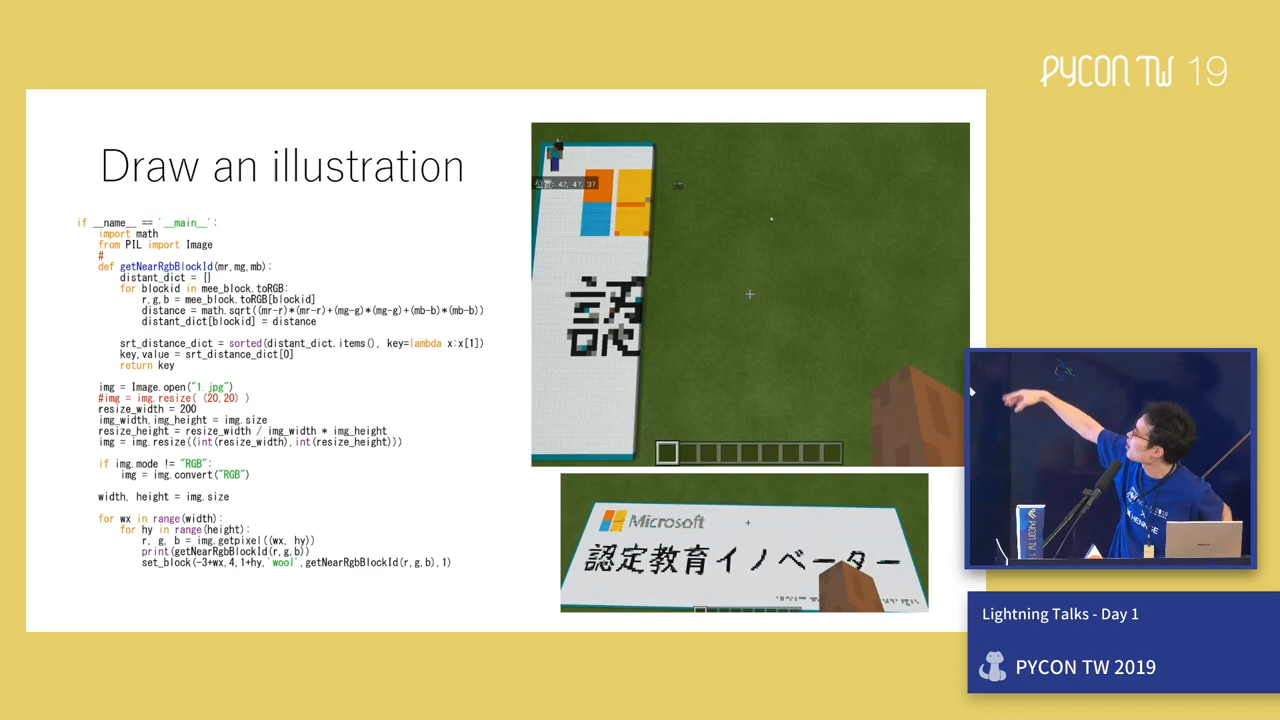 PYCON TW 19
Draw an illustration
if __name__ == '__main__':
import math
from PIL import Image
#
def getNearRgbBlockId(mr,mg,mb):
distant_dict = {}
for blockid in mee_block.toRGB:
r,g,b = mee_block.toRGB[blockid]
distance = math.sqrt((mr-r)*(mr-r)+(mg-g)*(mg-g)+(mb-b)*(mb-b))
distant_dict[blockid] = distance
srt_distance_dict = sorted(distant_dict.items(), key=lambda x:x[1])
key,value = srt_distance_dict[0]
return key
img = Image.open("1.jpg")
#img = img.resize( (20,20) )
resize_width = 200
img_width,img_height = img.size
resize_height = resize_width / img_width * img_height
img = img.resize((int(resize_width),int(resize_height)))
if img.mode != "RGB":
img = img.convert("RGB")
width, height = img.size
for wx in range(width):
for hy in range(height):
r, g, b = img.getpixel((wx, hy))
print(getNearRgbBlockId(r,g,b))
set_block(-3+wx,4,1+hy,'wool',getNearRgbBlockId(r,g,b),1)
位置: 42, 47, 37
認
Microsoft
認定教育イノベーター
Lightning Talks - Day 1
PYCON TW 2019